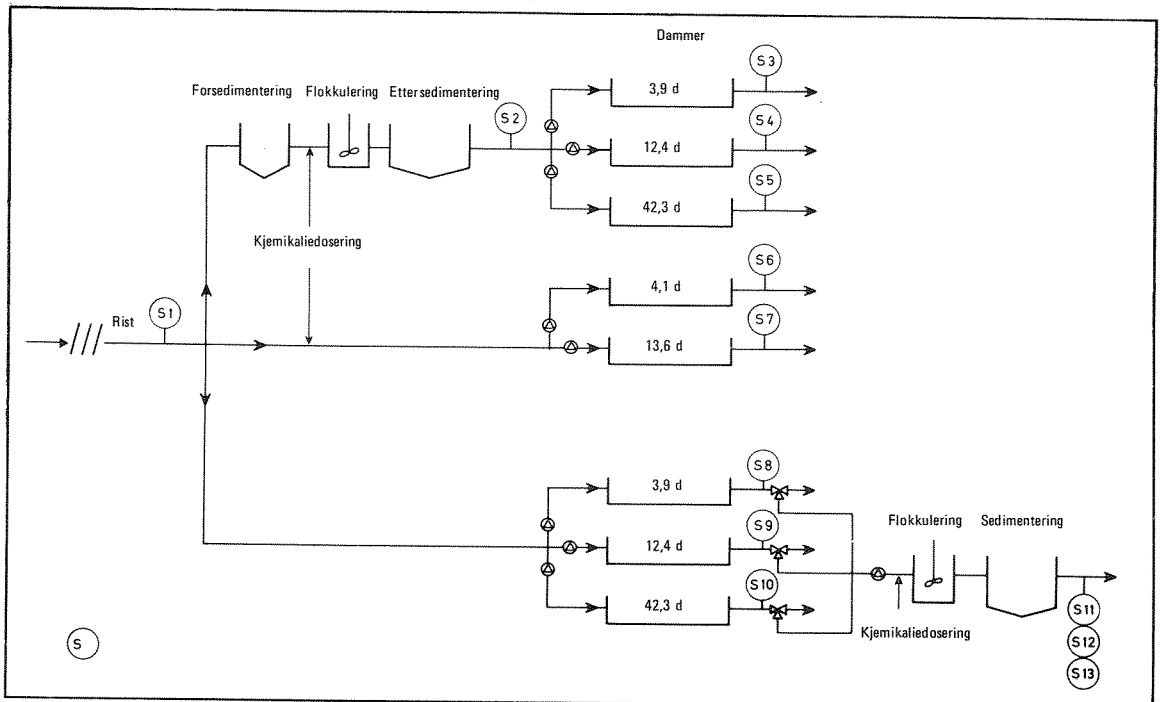 Dammer
S3
3,9 d
Forsedimentering
Flokkulering
Ettersedimentering
S2
S4
12,4 d
S5
42,3 d
Kjemikaliedosering
S6
4,1 d
S1
Rist
S7
13,6 d
S8
3,9 d
S9
12,4 d
Flokkulering
Sedimentering
S10
42,3 d
Kjemikaliedosering
S11
S12
S13
S